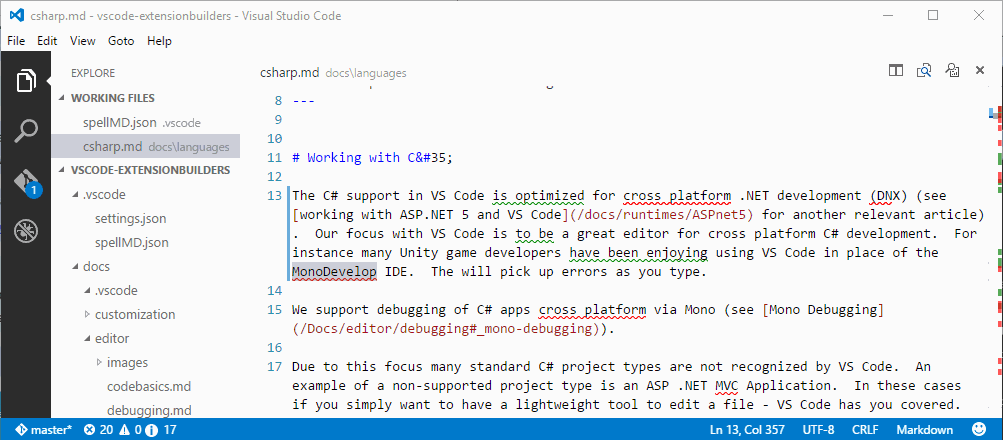 csharp.md - vscode-extensionbuilders - Visual Studio Code
File Edit View Goto Help
EXPLORE
WORKING FILES
spellMD.json .vscode
csharp.md docs\languages
VSCODE-EXTENSIONBUILDERS
.vscode
settings.json
spellMD.json
docs
.vscode
customization
editor
images
codebasics.md
debugging.md
1
csharp.md docs\languages
8 ---
9
10
11 # Working with C&#35;
12
13 The C# support in VS Code is optimized for cross platform .NET development (DNX) (see
[working with ASP.NET 5 and VS Code](/docs/runtimes/ASPnet5) for another relevant article)
. Our focus with VS Code is to be a great editor for cross platform C# development. For
instance many Unity game developers have been enjoying using VS Code in place of the
MonoDevelop IDE. The will pick up errors as you type.
14
15 We support debugging of C# apps cross platform via Mono (see [Mono Debugging]
(/Docs/editor/debugging#_mono-debugging)).
16
17 Due to this focus many standard C# project types are not recognized by VS Code. An
example of a non-supported project type is an ASP .NET MVC Application. In these cases
if you simply want to have a lightweight tool to edit a file - VS Code has you covered.
master* 20 0 17 Ln 13, Col 357 UTF-8 CRLF Markdown